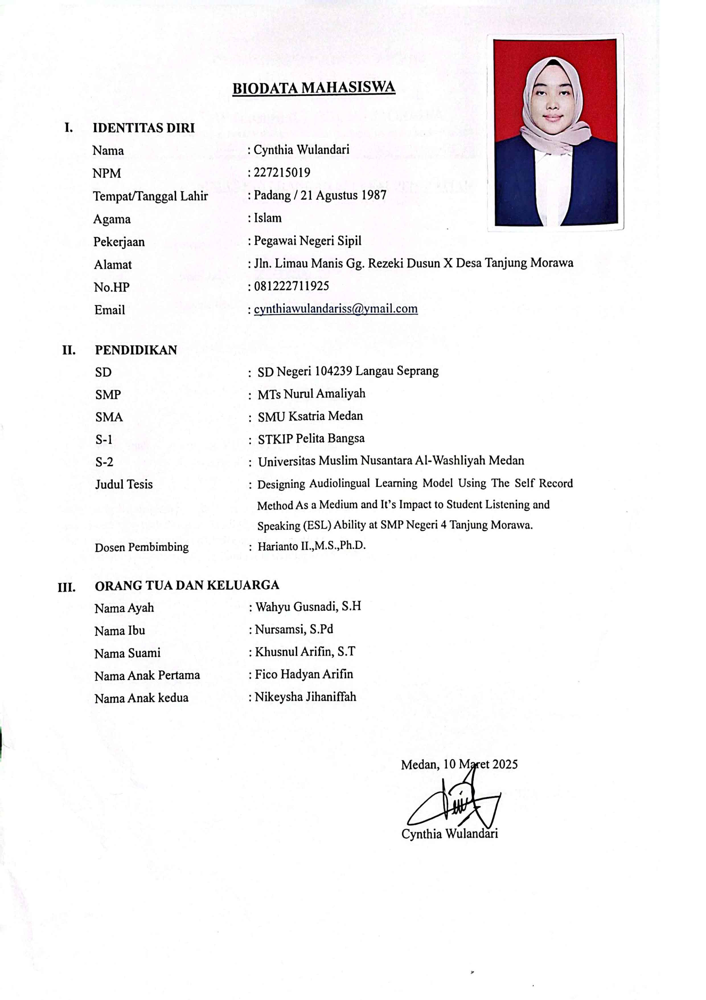 BIODATA MAHASISWA
I. IDENTITAS DIRI
Nama : Cynthia Wulandari
NPM : 227215019
Tempat/Tanggal Lahir : Padang / 21 Agustus 1987
Agama : Islam
Pekerjaan : Pegawai Negeri Sipil
Alamat : Jln. Limau Manis Gg. Rezeki Dusun X Desa Tanjung Morawa
No.HP : 081222711925
Email : cynthiawulandariss@ymail.com
II. PENDIDIKAN
SD : SD Negeri 104239 Langau Seprang
SMP : MTs Nurul Amaliyah
SMA : SMU Ksatria Medan
S-1 : STKIP Pelita Bangsa
S-2 : Universitas Muslim Nusantara Al-Washliyah Medan
Judul Tesis : Designing Audiolingual Learning Model Using The Self Record
Method As a Medium and It's Impact to Student Listening and
Speaking (ESL) Ability at SMP Negeri 4 Tanjung Morawa.
Dosen Pembimbing : Harianto II.,M.S.,Ph.D.
III. ORANG TUA DAN KELUARGA
Nama Ayah : Wahyu Gusnadi, S.H
Nama Ibu : Nursamsi, S.Pd
Nama Suami : Khusnul Arifin, S.T
Nama Anak Pertama : Fico Hadyan Arifin
Nama Anak kedua : Nikeysha Jihaniffah
Medan, 10 Maret 2025
Cynthia Wulandari